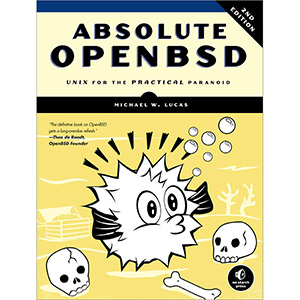 ABSOLUTE
OPENBSD
2ND EDITION
UNIX FOR THE PRACTICAL PARANOID
MICHAEL W. LUCAS
"The definitive book on OpenBSD
gets a long-overdue refresh."
—Theo de Raadt,
OpenBSD Founder
no starch
press